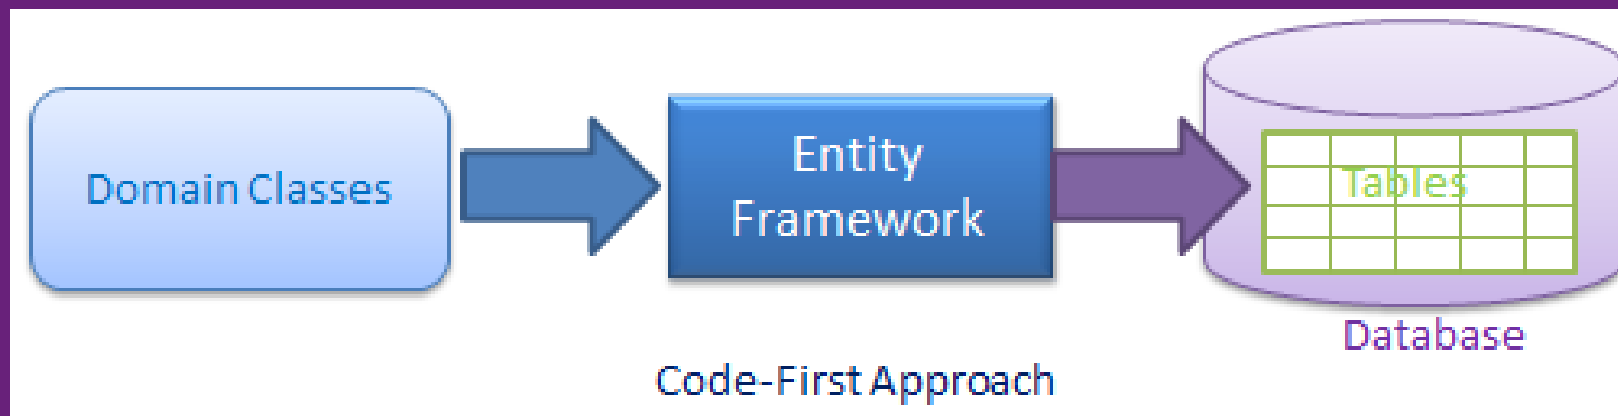 Domain Classes
Entity
Framework
Tables
Database
Code-First Approach